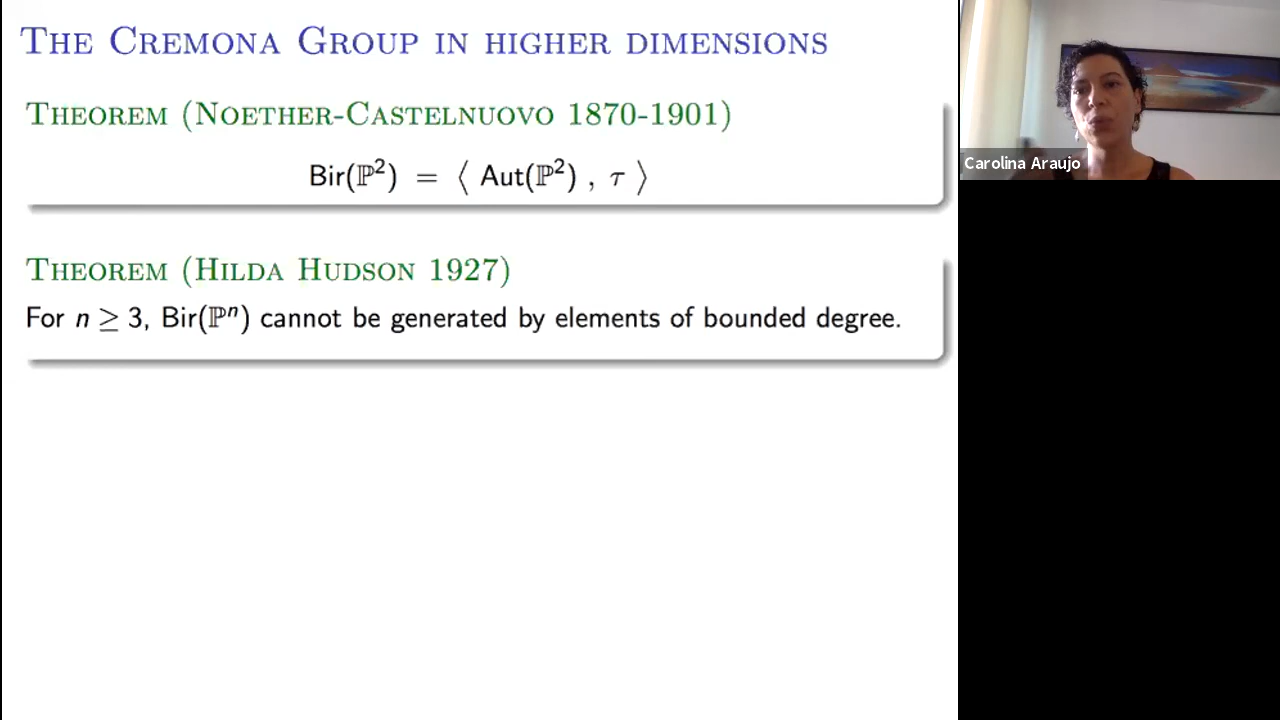 THE CREMONA GROUP IN HIGHER DIMENSIONS
THEOREM (NOETHER-CASTELNUOVO 1870-1901)
Bir(ℙ²) = ⟨ Aut(ℙ²) , τ ⟩
THEOREM (HILDA HUDSON 1927)
For n ≥ 3, Bir(ℙⁿ) cannot be generated by elements of bounded degree.
Carolina Araujo